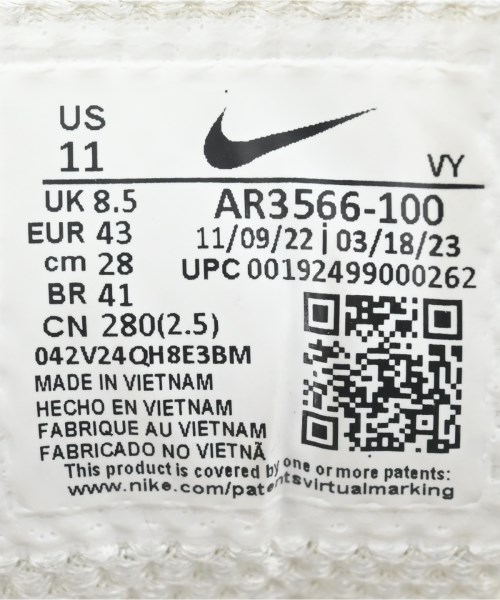 US
11
VY
UK 8.5
EUR 43
cm 28
BR 41
CN 280(2.5)
AR3566-100
11/09/22 | 03/18/23
UPC 00192499000262
042V24QH8E3BM
MADE IN VIETNAM
HECHO EN VIETNAM
FABRIQUE AU VIETNAM
FABRICADO NO VIETNÃ
This product is covered by one or more patents:
www.nike.com/patentsvirtualmarking